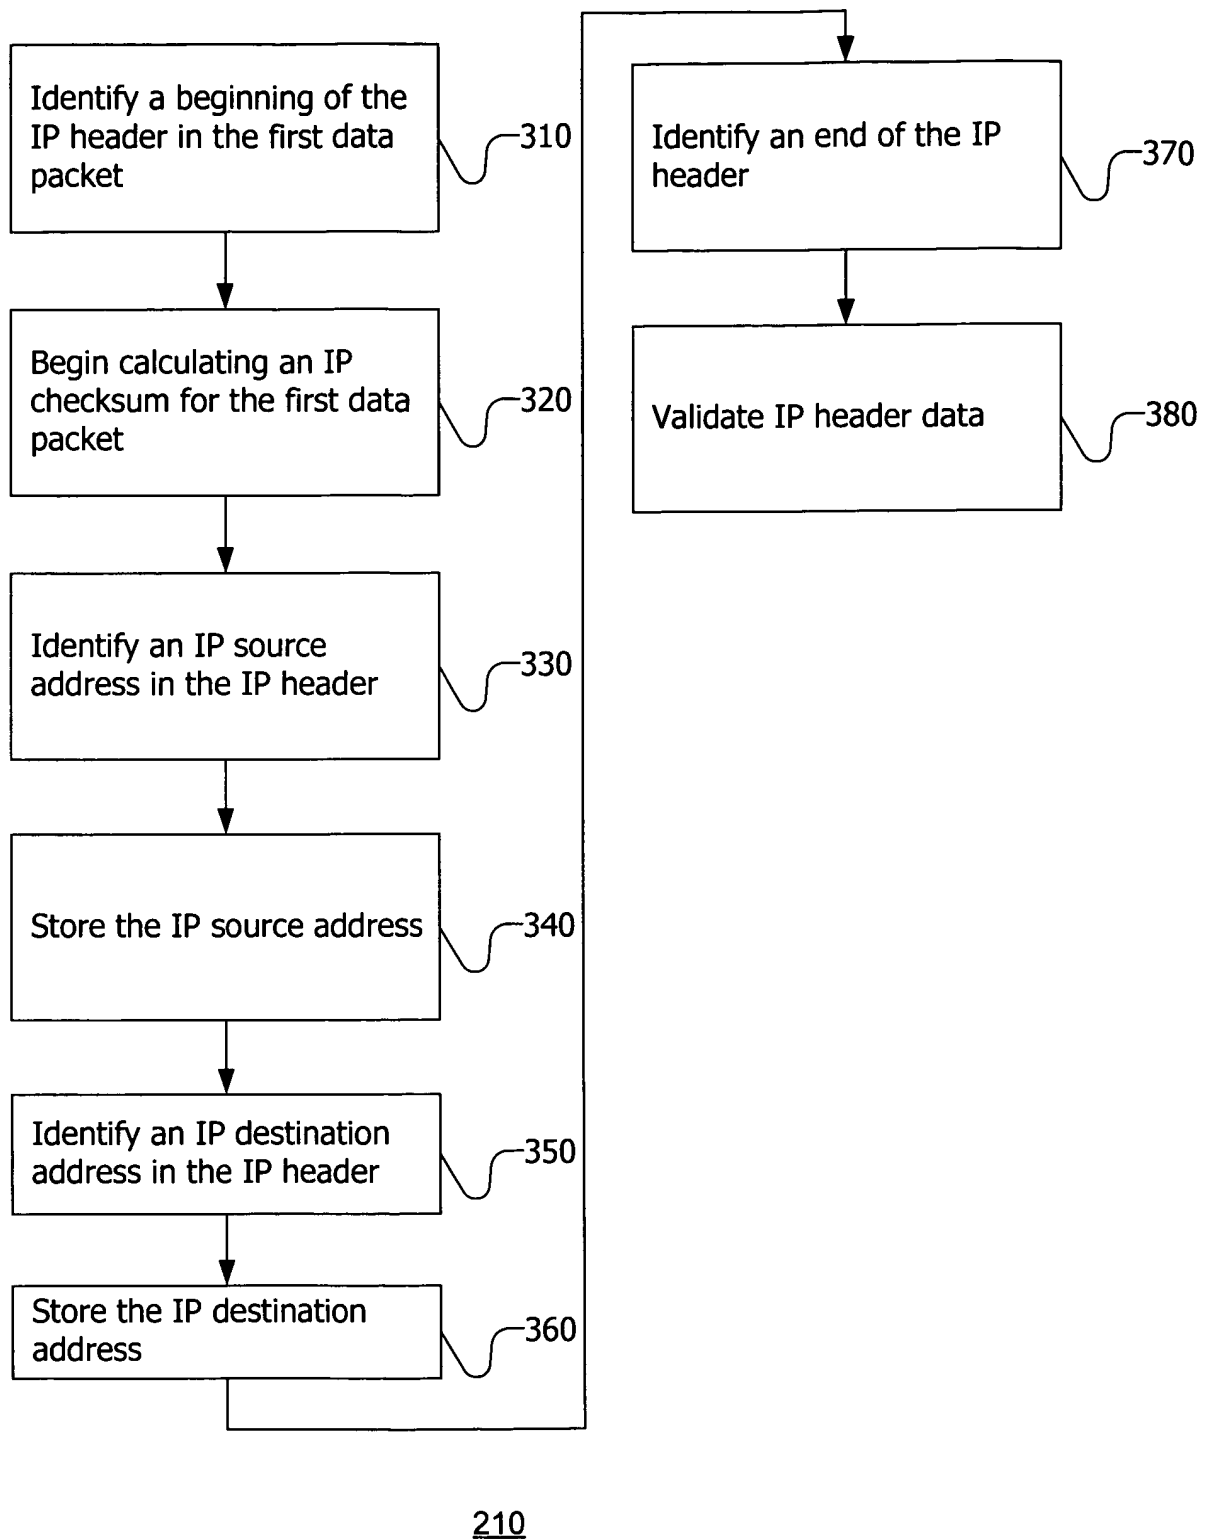 Identify a beginning of the
IP header in the first data
packet
310
Begin calculating an IP
checksum for the first data
packet
320
Identify an IP source
address in the IP header
330
Store the IP source address
340
Identify an IP destination
address in the IP header
350
Store the IP destination
address
360
Identify an end of the IP
header
370
Validate IP header data
380
210